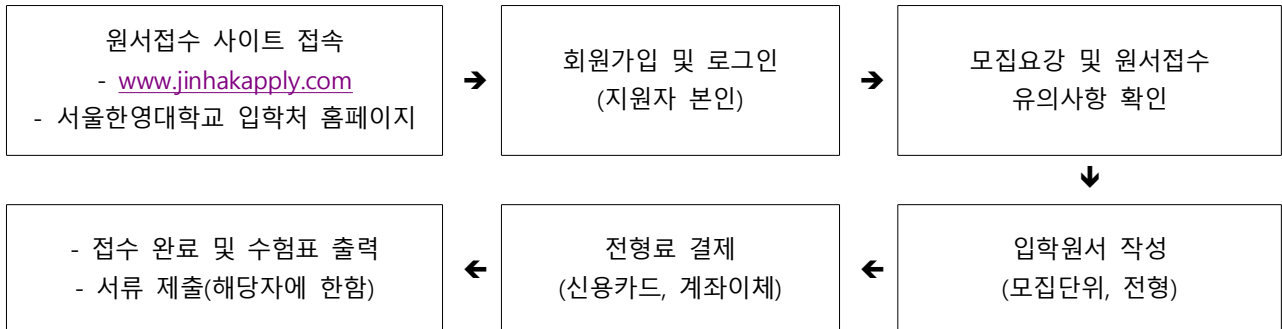 원서접수 사이트 접속
- www.jinhakapply.com
- 서울한영대학교 입학처 홈페이지
➔
회원가입 및 로그인
(지원자 본인)
➔
모집요강 및 원서접수
유의사항 확인
🡻
입학원서 작성
(모집단위, 전형)
🡸
전형료 결제
(신용카드, 계좌이체)
🡸
- 접수 완료 및 수험표 출력
- 서류 제출(해당자에 한함)